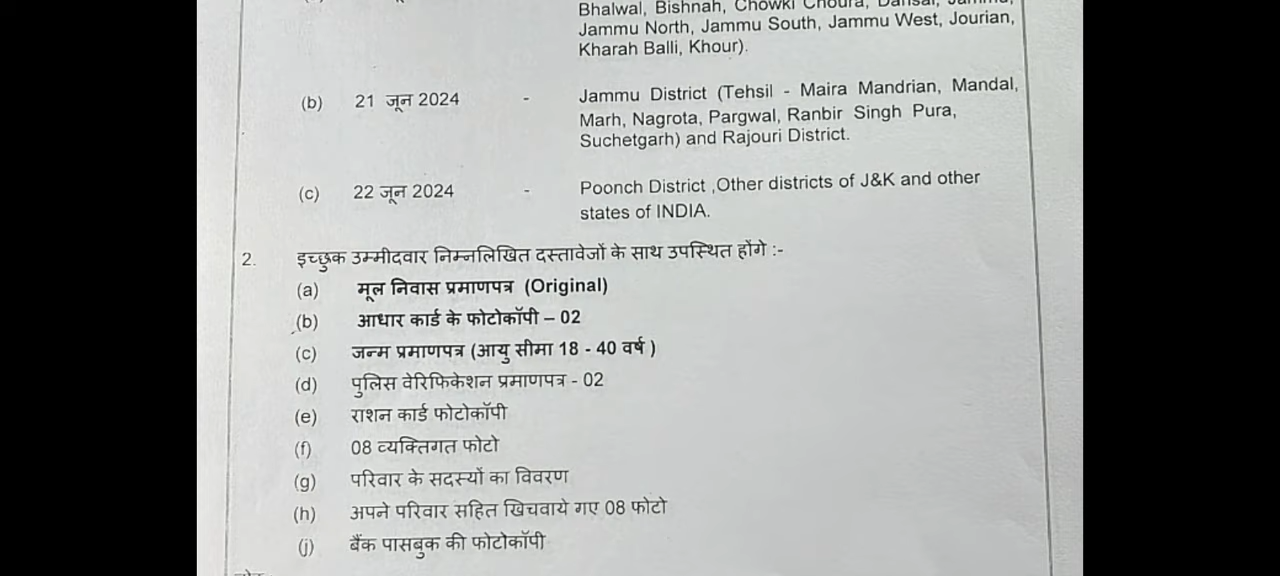 Bhalwal, Bishnah, Chowki Choura, Dansal, Jammu,
Jammu North, Jammu South, Jammu West, Jourian,
Kharah Balli, Khour).
(b) 21 जून 2024 - Jammu District (Tehsil - Maira Mandrian, Mandal,
Marh, Nagrota, Pargwal, Ranbir Singh Pura,
Suchetgarh) and Rajouri District.
(c) 22 जून 2024 - Poonch District ,Other districts of J&K and other
states of INDIA.
2. इच्छुक उम्मीदवार निम्नलिखित दस्तावेजों के साथ उपस्थित होंगे :-
(a) मूल निवास प्रमाणपत्र (Original)
(b) आधार कार्ड के फोटोकॉपी – 02
(c) जन्म प्रमाणपत्र (आयु सीमा 18 - 40 वर्ष )
(d) पुलिस वेरिफिकेशन प्रमाणपत्र - 02
(e) राशन कार्ड फोटोकॉपी
(f) 08 व्यक्तिगत फोटो
(g) परिवार के सदस्यों का विवरण
(h) अपने परिवार सहित खिचवाये गए 08 फोटो
(j) बैंक पासबुक की फोटोकॉपी